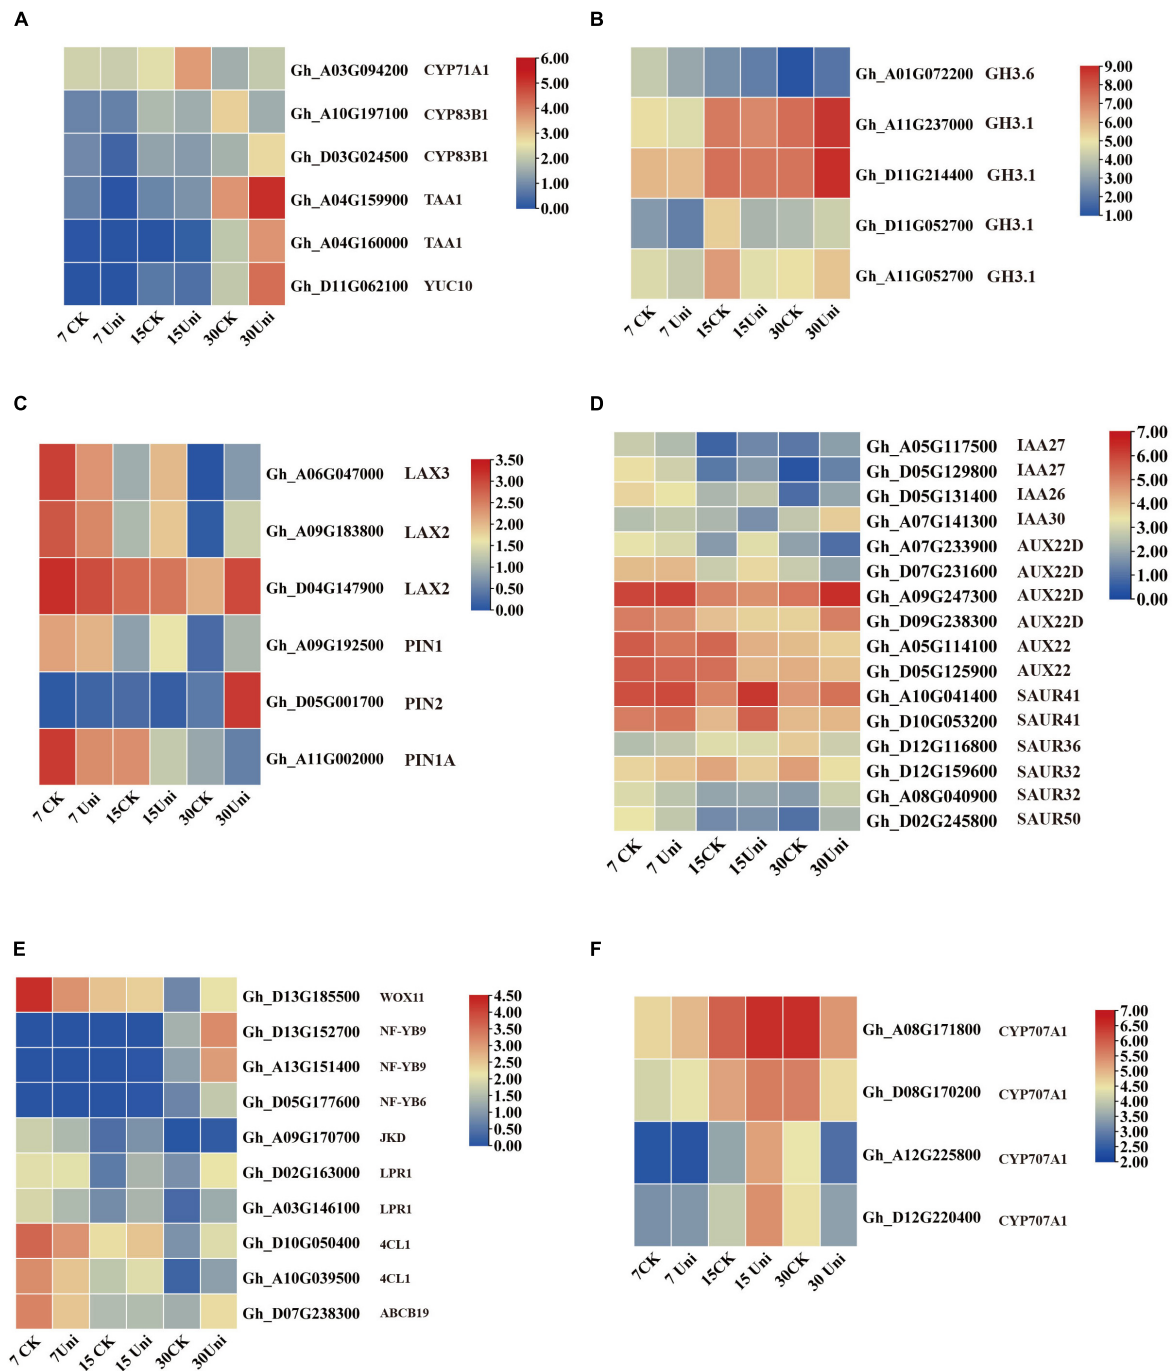 A
Gh_A03G094200 CYP71A1
Gh_A10G197100 CYP83B1
Gh_D03G024500 CYP83B1
Gh_A04G159900 TAA1
Gh_A04G160000 TAA1
Gh_D11G062100 YUC10
6.00
5.00
4.00
3.00
2.00
1.00
0.00
7 CK 7 Uni 15CK 15Uni 30CK 30Uni
B
Gh_A01G072200 GH3.6
Gh_A11G237000 GH3.1
Gh_D11G214400 GH3.1
Gh_D11G052700 GH3.1
Gh_A11G052700 GH3.1
9.00
8.00
7.00
6.00
5.00
4.00
3.00
2.00
1.00
7 CK 7 Uni 15CK 15Uni 30CK 30Uni
C
Gh_A06G047000 LAX3
Gh_A09G183800 LAX2
Gh_D04G147900 LAX2
Gh_A09G192500 PIN1
Gh_D05G001700 PIN2
Gh_A11G002000 PIN1A
3.50
3.00
2.50
2.00
1.50
1.00
0.50
0.00
7 CK 7 Uni 15CK 15Uni 30CK 30Uni
D
Gh_A05G117500 IAA27
Gh_D05G129800 IAA27
Gh_D05G131400 IAA26
Gh_A07G141300 IAA30
Gh_A07G233900 AUX22D
Gh_D07G231600 AUX22D
Gh_A09G247300 AUX22D
Gh_D09G238300 AUX22D
Gh_A05G114100 AUX22
Gh_D05G125900 AUX22
Gh_A10G041400 SAUR41
Gh_D10G053200 SAUR41
Gh_D12G116800 SAUR36
Gh_D12G159600 SAUR32
Gh_A08G040900 SAUR32
Gh_D02G245800 SAUR50
7.00
6.00
5.00
4.00
3.00
2.00
1.00
0.00
7 CK 7 Uni 15CK 15Uni 30CK 30Uni
E
Gh_D13G185500 WOX11
Gh_D13G152700 NF-YB9
Gh_A13G151400 NF-YB9
Gh_D05G177600 NF-YB6
Gh_A09G170700 JKD
Gh_D02G163000 LPR1
Gh_A03G146100 LPR1
Gh_D10G050400 4CL1
Gh_A10G039500 4CL1
Gh_D07G238300 ABCB19
4.50
4.00
3.50
3.00
2.50
2.00
1.50
1.00
0.50
0.00
7 CK 7Uni 15 CK 15 Uni 30CK 30Uni
F
Gh_A08G171800 CYP707A1
Gh_D08G170200 CYP707A1
Gh_A12G225800 CYP707A1
Gh_D12G220400 CYP707A1
7.00
6.50
6.00
5.50
5.00
4.50
4.00
3.50
3.00
2.50
2.00
7CK 7 Uni 15CK 15 Uni 30CK 30 Uni